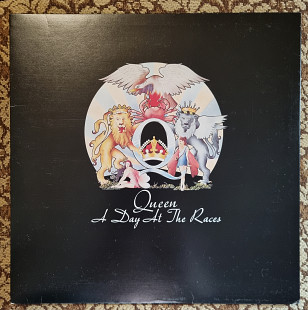 Q
Queen
A Day At The Races